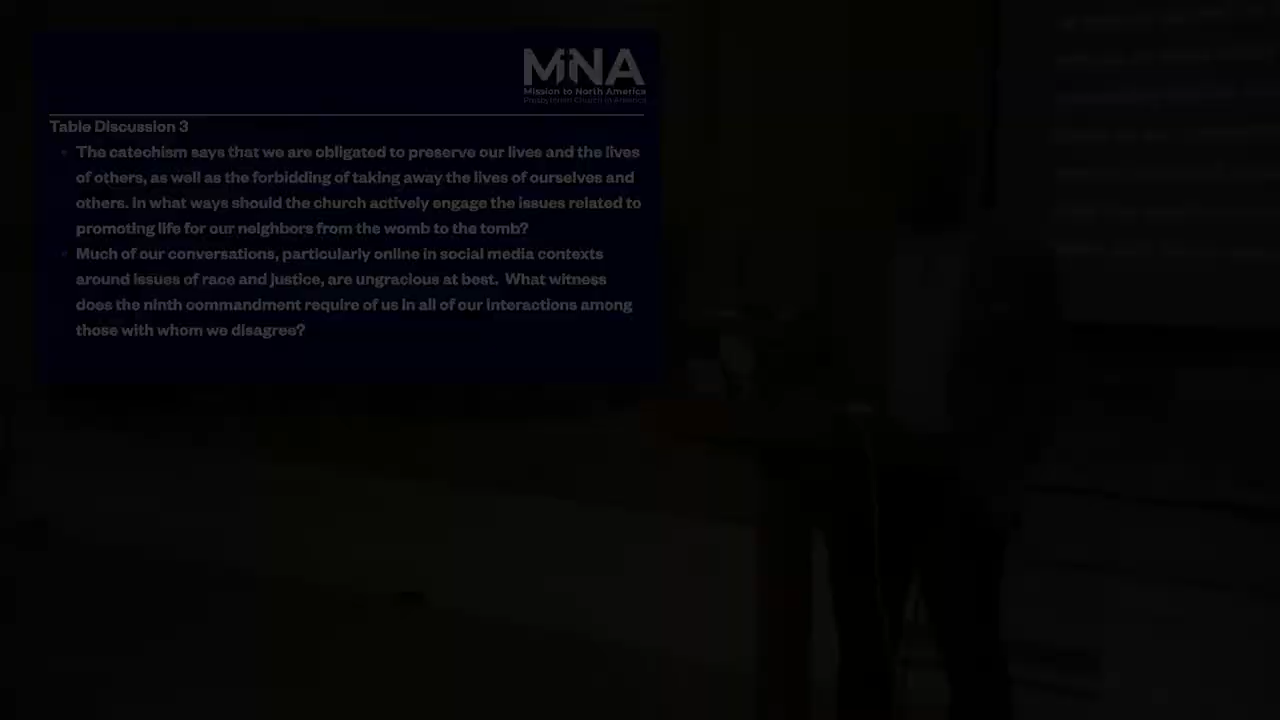 MNA
Mission to North America
Presbyterian Church in America
Table Discussion 3
• The catechism says that we are obligated to preserve our lives and the lives
of others, as well as the forbidding of taking away the lives of ourselves and
others. In what ways should the church actively engage the issues related to
promoting life for our neighbors from the womb to the tomb?
• Much of our conversations, particularly online in social media contexts
around issues of race and justice, are ungracious at best.  What witness
does the ninth commandment require of us in all of our interactions among
those with whom we disagree?